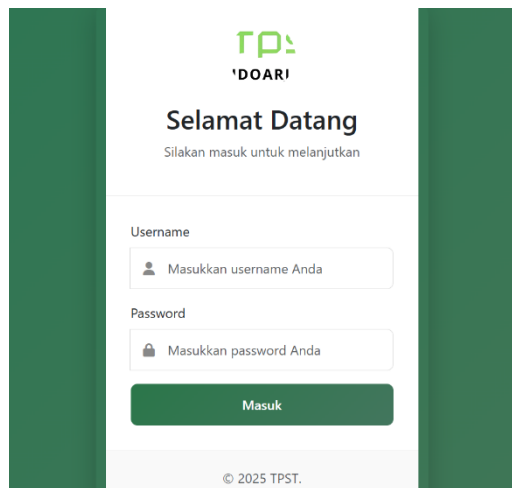 Selamat Datang
Silakan masuk untuk melanjutkan
Username
Masukkan username Anda
Password
Masukkan password Anda
Masuk
© 2025 TPST.